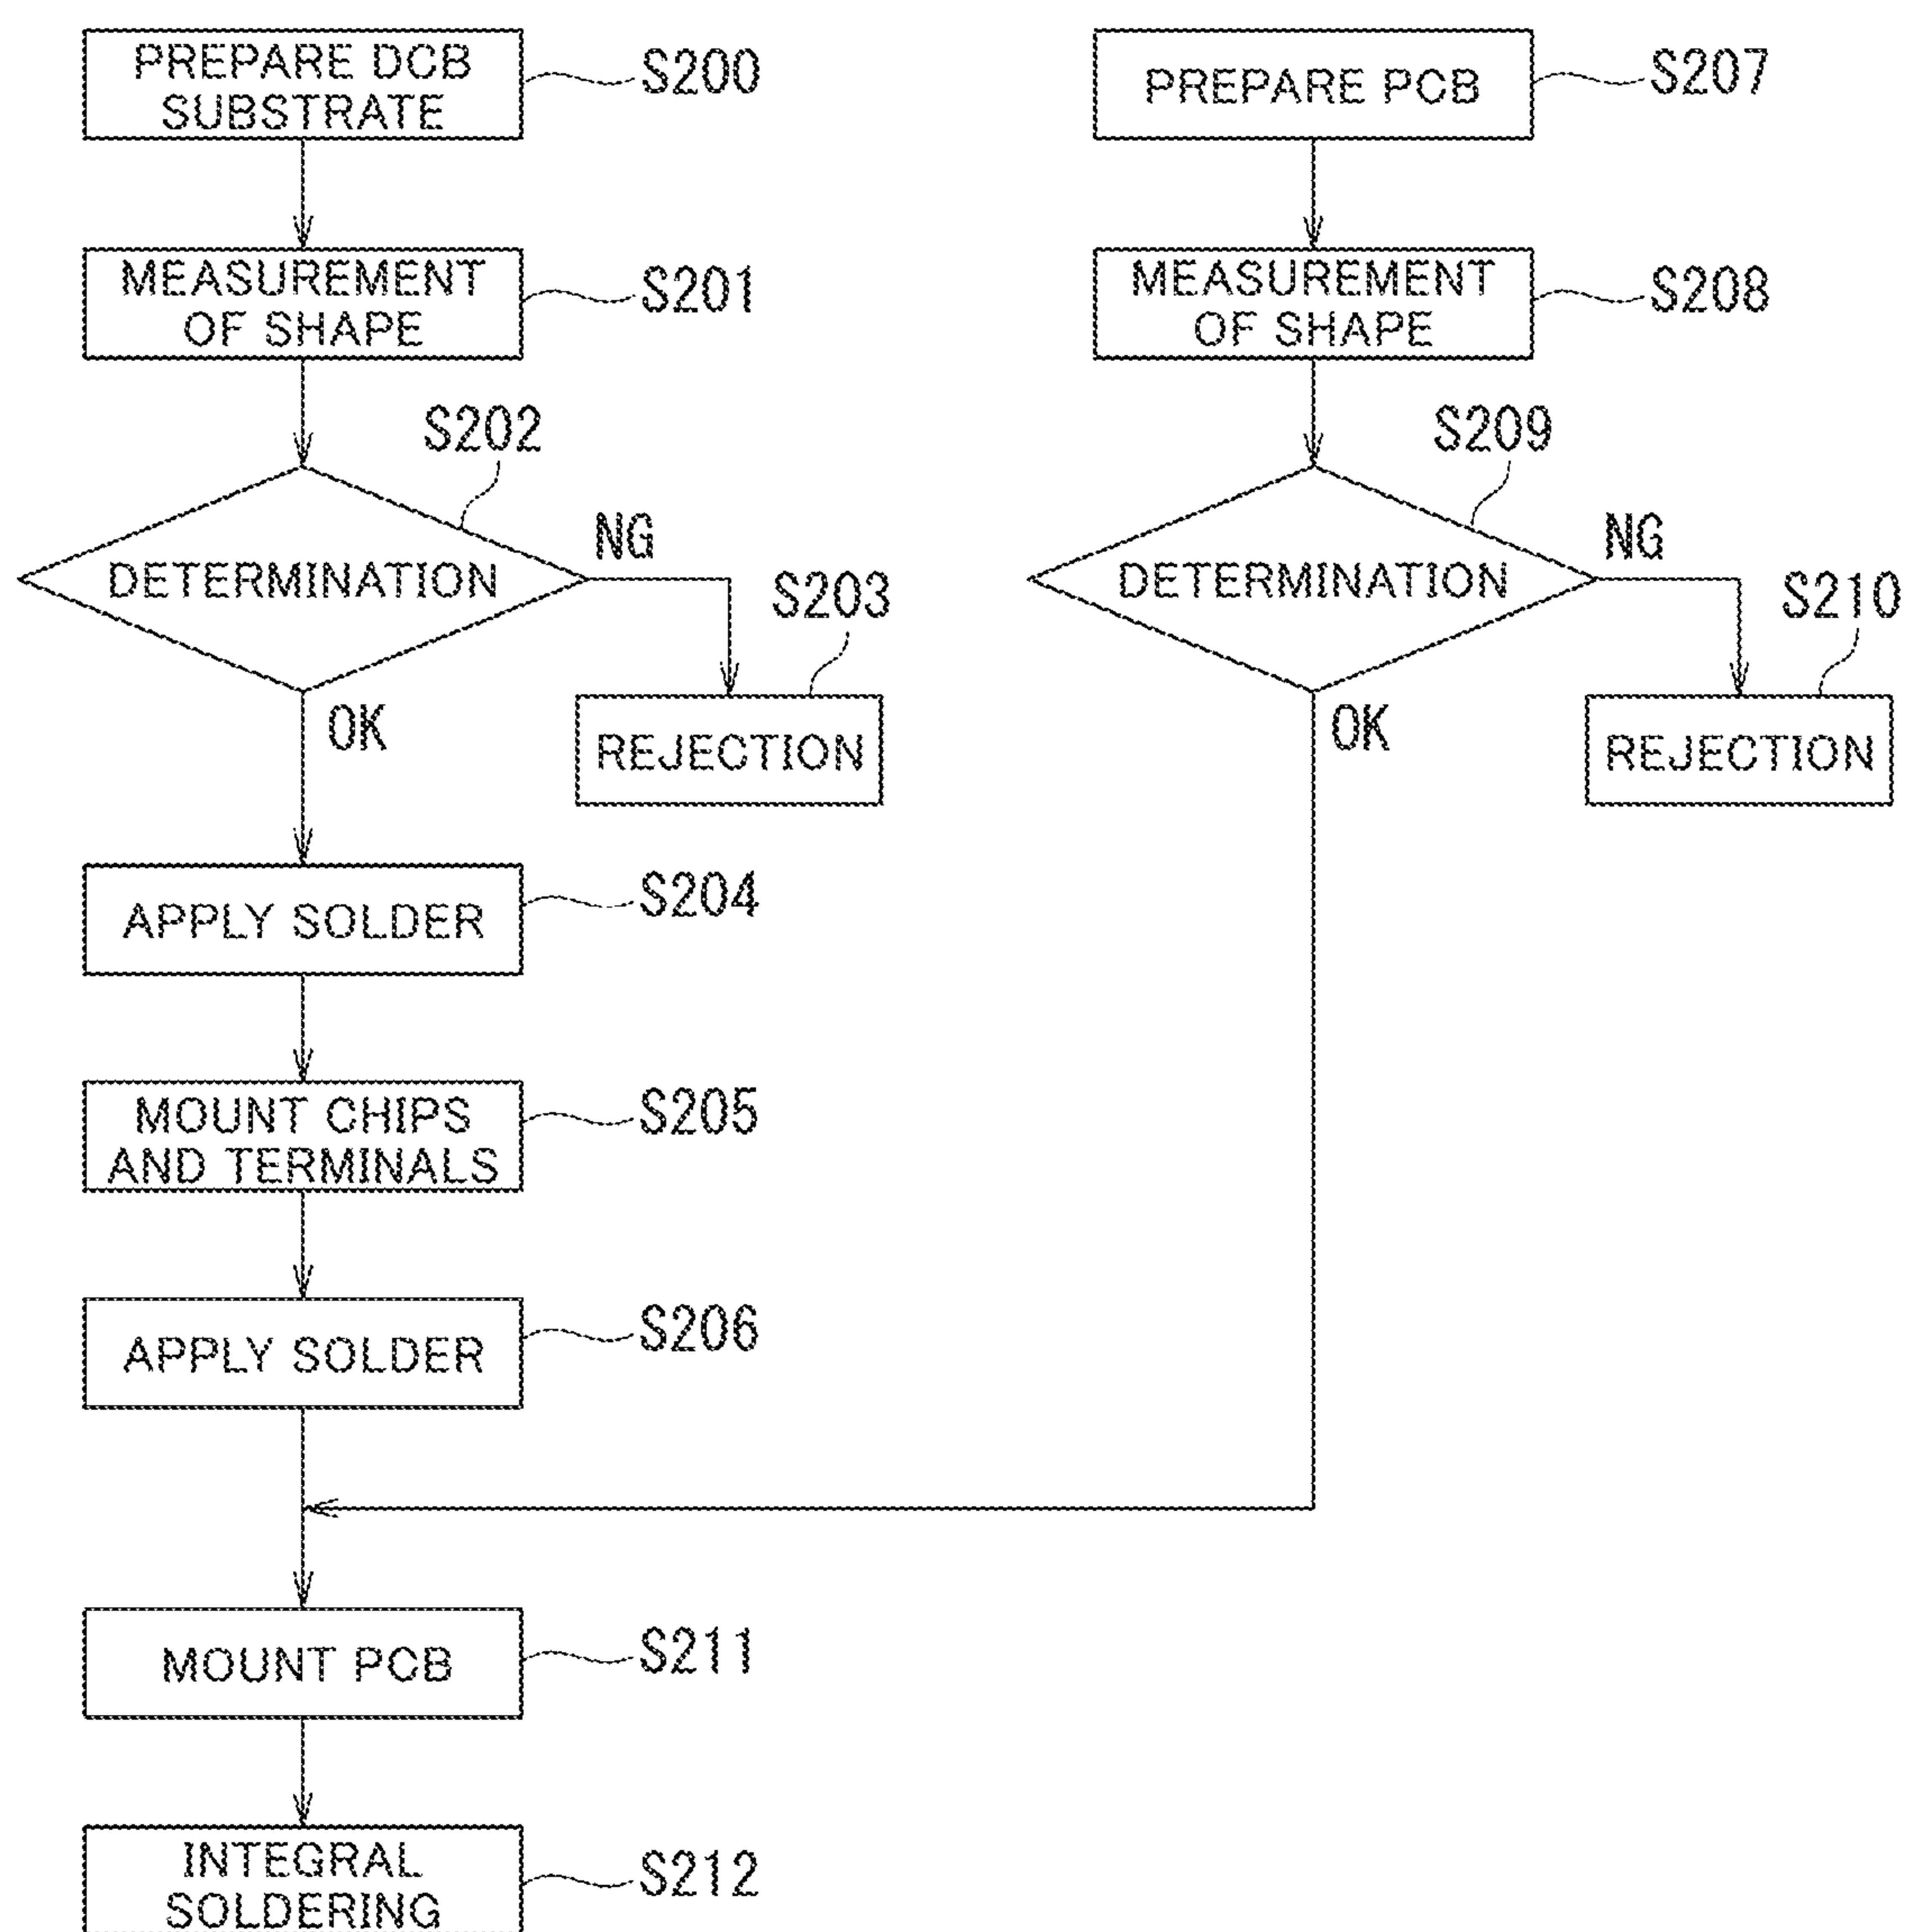 PREPARE DCB
SUBSTRATE
S200
MEASUREMENT
OF SHAPE
S201
S202
DETERMINATION
NG
S203
REJECTION
OK
APPLY SOLDER
S204
MOUNT CHIPS
AND TERMINALS
S205
APPLY SOLDER
S206
PREPARE PCB
S207
MEASUREMENT
OF SHAPE
S208
S209
DETERMINATION
NG
S210
REJECTION
OK
MOUNT PCB
S211
INTEGRAL
SOLDERING
S212